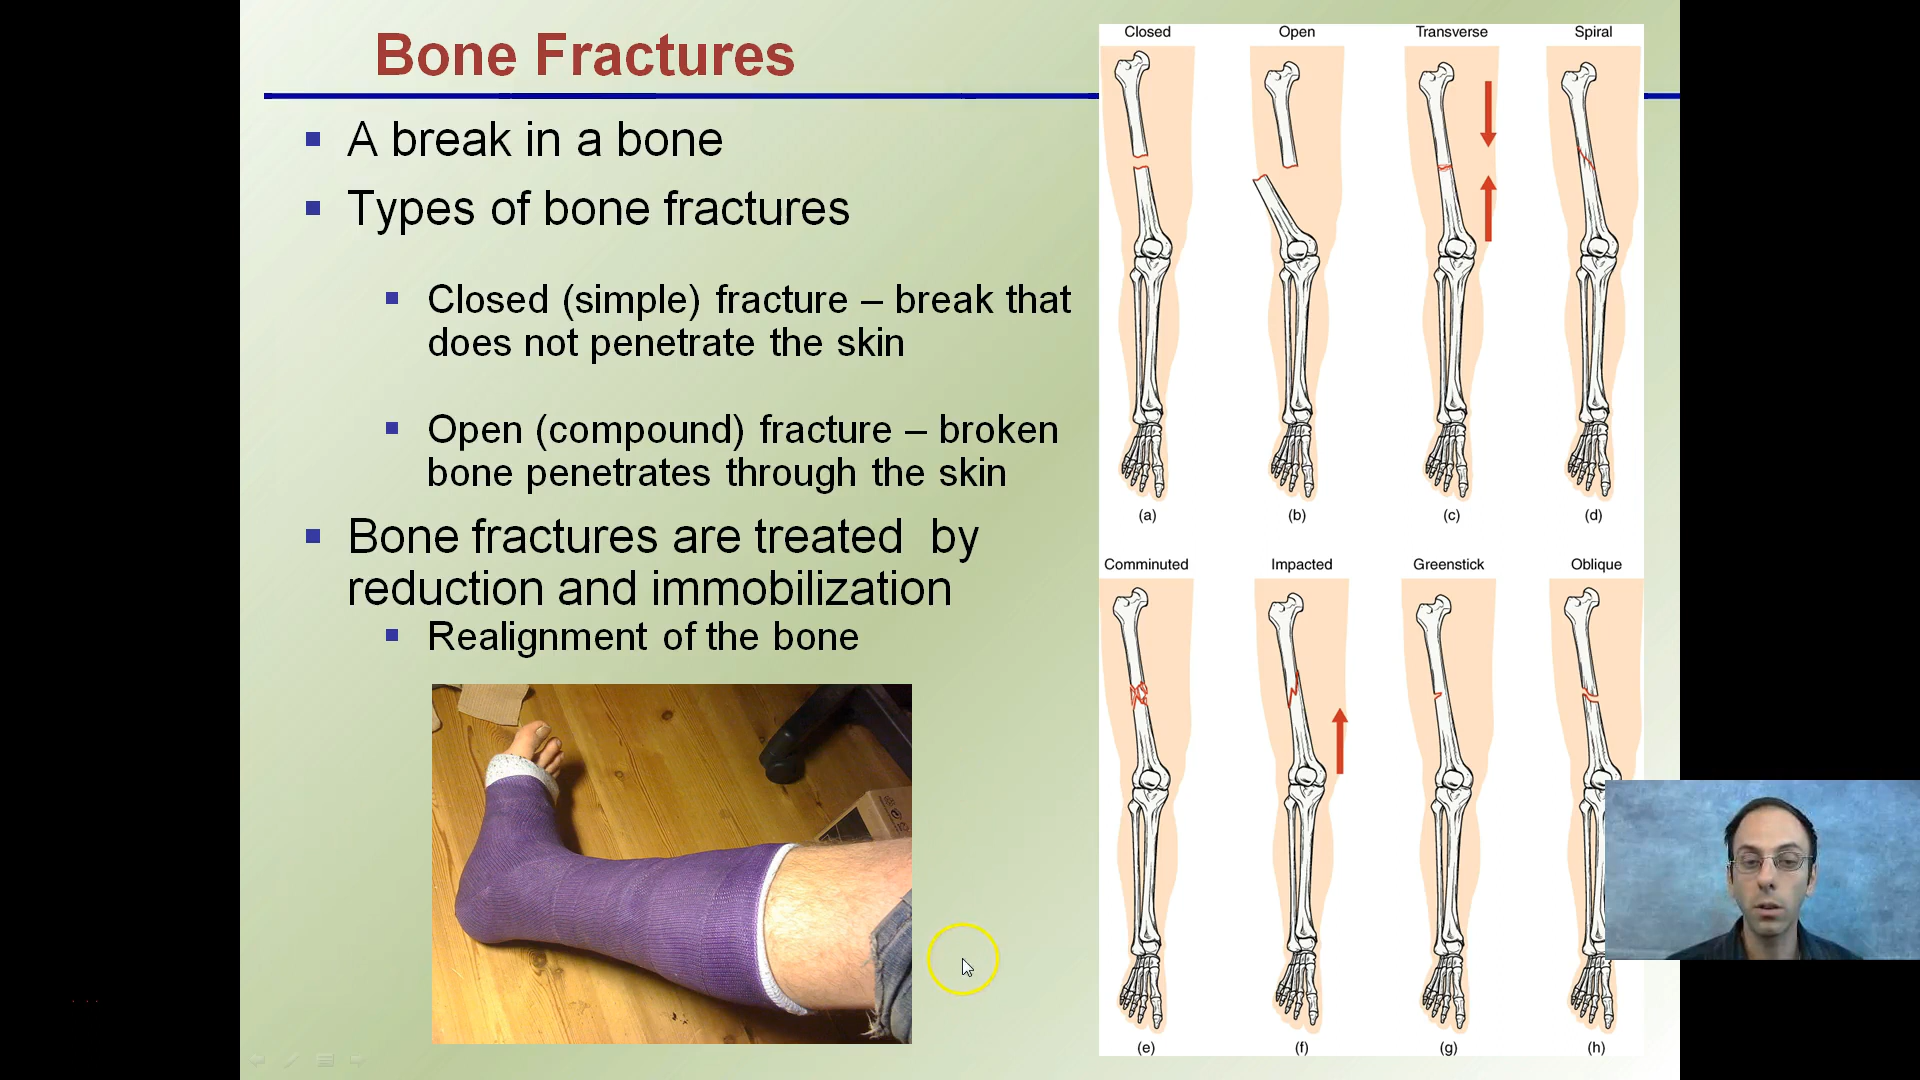 Bone Fractures
A break in a bone
Types of bone fractures
Closed (simple) fracture – break that
does not penetrate the skin
Open (compound) fracture – broken
bone penetrates through the skin
Bone fractures are treated  by
reduction and immobilization
Realignment of the bone
Closed
Open
Transverse
Spiral
(a)
(b)
(c)
(d)
Comminuted
Impacted
Greenstick
Oblique
(e)
(f)
(g)
(h)